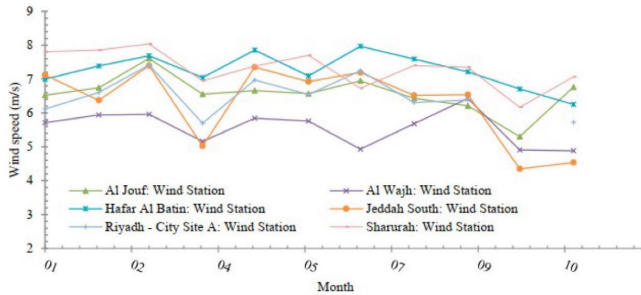 9
8
7
6
5
4
3
2
Wind speed (m/s)
Al Jouf: Wind Station
Al Wajh: Wind Station
Hafar Al Batin: Wind Station
Jeddah South: Wind Station
Riyadh - City Site A: Wind Station
Sharurah: Wind Station
01 02 04 05 07 09 10
Month